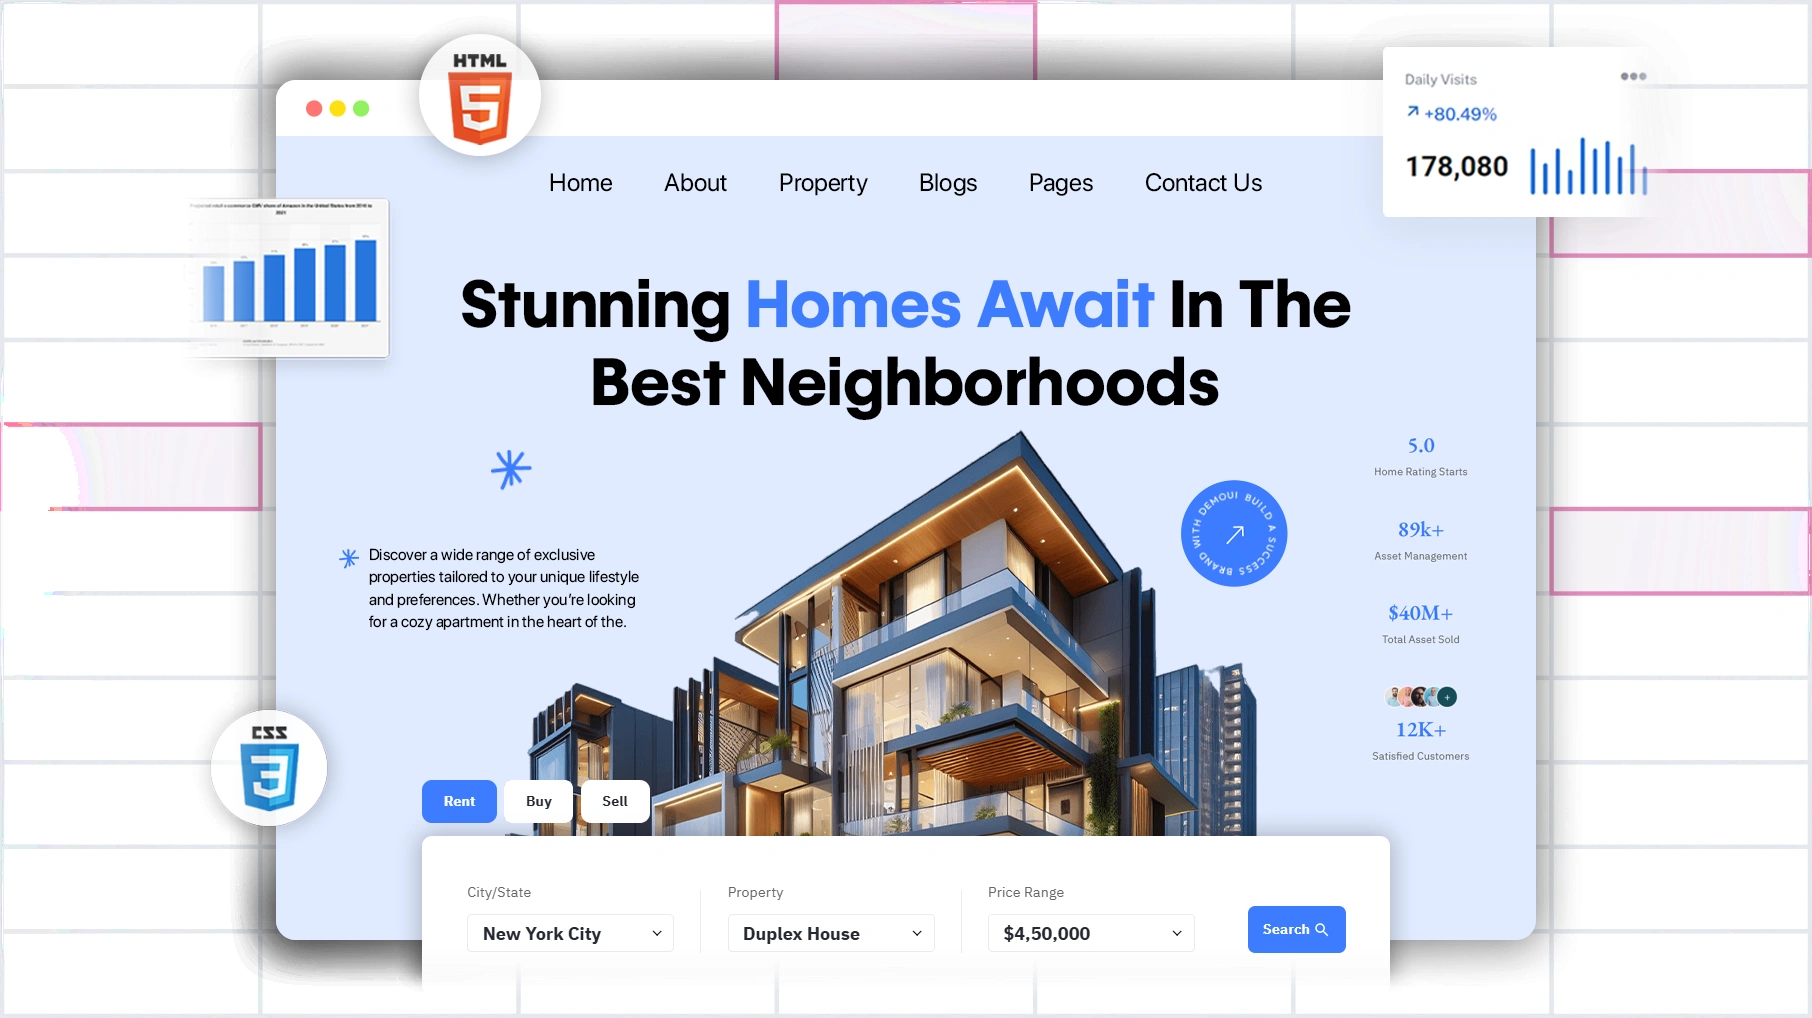 HTML
5
Daily Visits
+80.49%
178,080
Home
About
Property
Blogs
Pages
Contact Us
Stunning Homes Await In The
Best Neighborhoods
5.0
Home Rating Starts
89k+
Asset Management
$40M+
Total Asset Sold
+
12K+
Satisfied Customers
BUILD A SUCCESS BRAND WITH DEMOUI
Discover a wide range of exclusive
properties tailored to your unique lifestyle
and preferences. Whether you’re looking
for a cozy apartment in the heart of the.
CSS
3
Rent
Buy
Sell
City/State
New York City
Property
Duplex House
Price Range
$4,50,000
Search